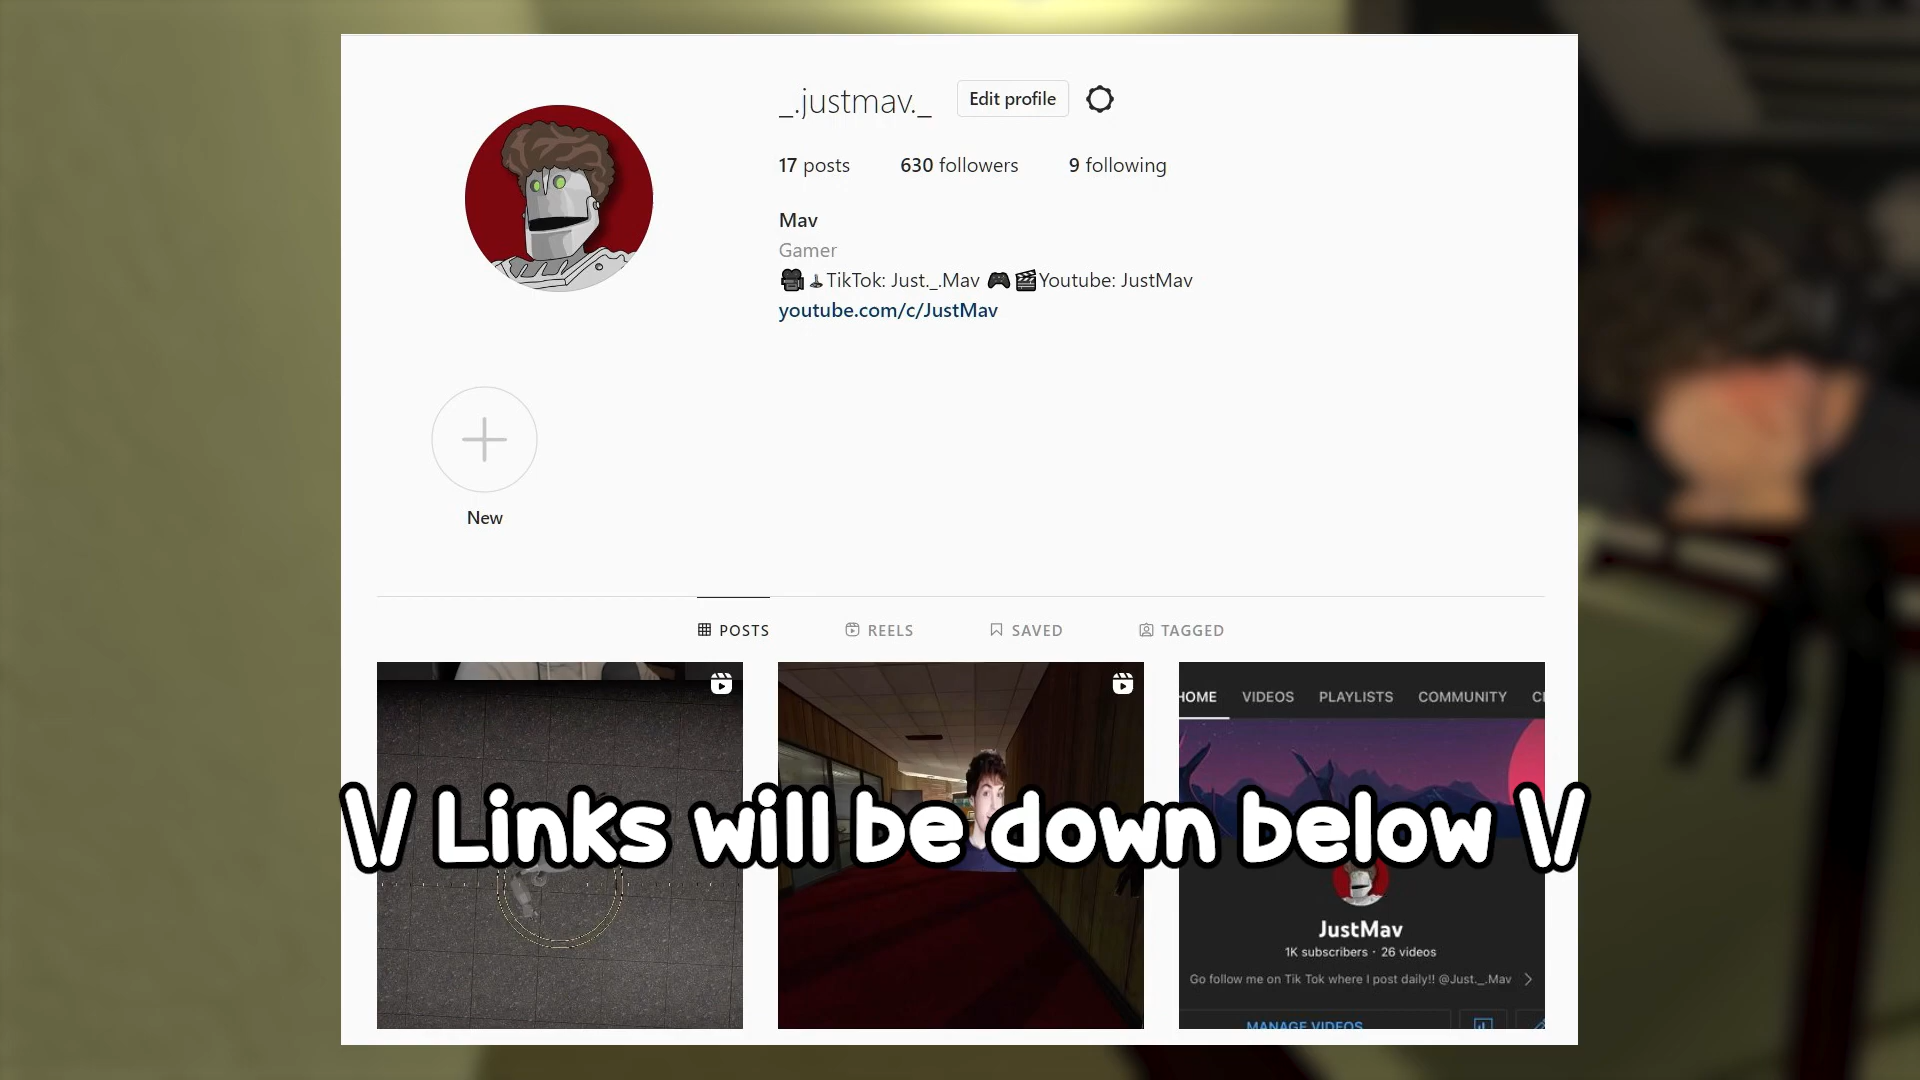 _.justmav._ Edit profile
17 posts 630 followers 9 following
Mav
Gamer
TikTok: Just._.Mav Youtube: JustMav
youtube.com/c/JustMav
New
POSTS REELS SAVED TAGGED
HOME VIDEOS PLAYLISTS COMMUNITY
\/ Links will be down below \/
JustMav
1K subscribers · 26 videos
Go follow me on Tik Tok where I post daily!! @Just._.Mav
MANAGE VIDEOS